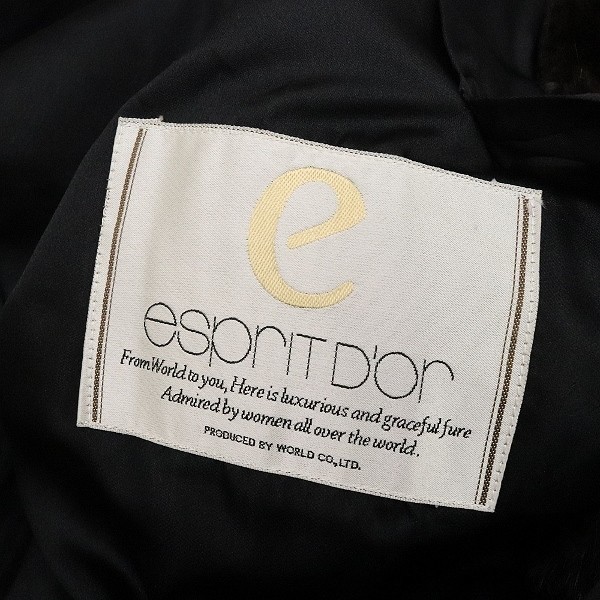 e
esprit D'or
From World to you, Here is luxurious and graceful fure
Admired by women all over the world.
PRODUCED BY WORLD CO., LTD.